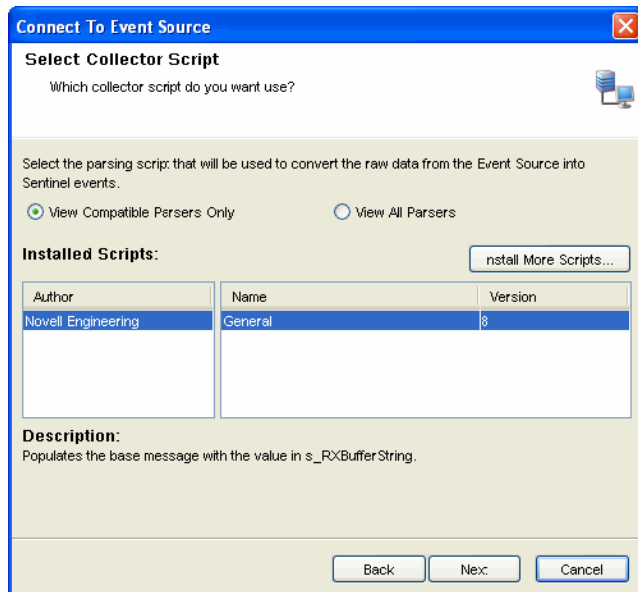 Connect To Event Source
Select Collector Script
Which collector script do you want use?
Select the parsing script that will be used to convert the raw data from the Event Source into
Sentinel events.
View Compatible Parsers Only
View All Parsers
Installed Scripts:
nstall More Scripts...
Author
Name
Version
Novell Engineering
General
8
Description:
Populates the base message with the value in s_RXBufferString.
Back
Next
Cancel